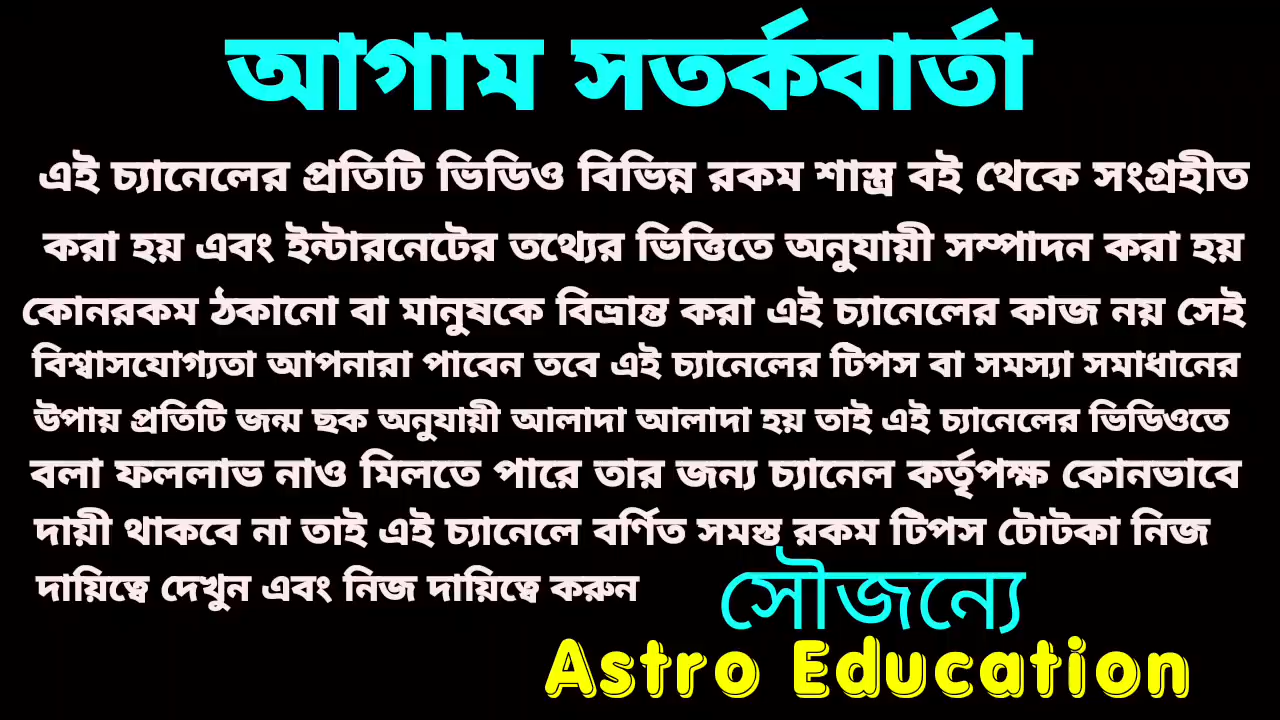 আগাম সতর্কবার্তা
এই চ্যানেলের প্রতিটি ভিডিও বিভিন্ন রকম শাস্ত্র বই থেকে সংগ্রহীত
করা হয় এবং ইন্টারনেটের তথ্যের ভিত্তিতে অনুযায়ী সম্পাদন করা হয়
কোনরকম ঠকানো বা মানুষকে বিভ্রান্ত করা এই চ্যানেলের কাজ নয় সেই
বিশ্বাসযোগ্যতা আপনারা পাবেন তবে এই চ্যানেলের টিপস বা সমস্যা সমাধানের
উপায় প্রতিটি জন্ম ছক অনুযায়ী আলাদা আলাদা হয় তাই এই চ্যানেলের ভিডিওতে
বলা ফললাভ নাও মিলতে পারে তার জন্য চ্যানেল কর্তৃপক্ষ কোনভাবে
দায়ী থাকবে না তাই এই চ্যানেলে বর্ণিত সমস্ত রকম টিপস টোটকা নিজ
দায়িত্বে দেখুন এবং নিজ দায়িত্বে করুন
সৌজন্যে
Astro Education